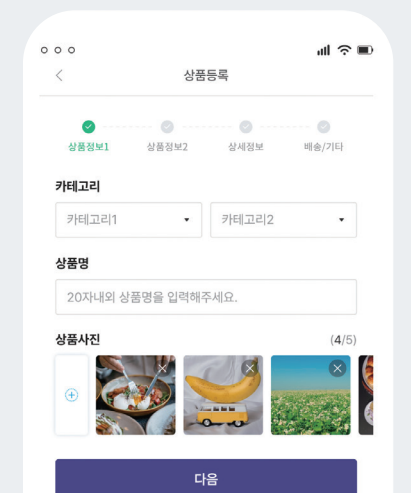 상품등록
상품정보1 상품정보2 상세정보 배송/기타
카테고리
카테고리1 카테고리2
상품명
20자내외 상품명을 입력해주세요.
상품사진 (4/5)
다음